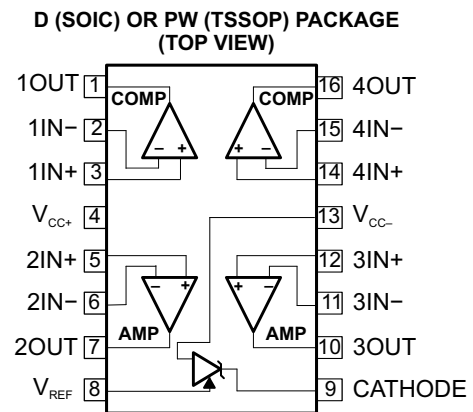 D (SOIC) OR PW (TSSOP) PACKAGE
(TOP VIEW)
1OUT 1 COMP COMP 16 4OUT
1IN− 2 − + + − 15 4IN−
1IN+ 3 14 4IN+
VCC+ 4 13 VCC−
2IN+ 5 − + + − 12 3IN+
2IN− 6 11 3IN−
2OUT 7 AMP AMP 10 3OUT
VREF 8 9 CATHODE